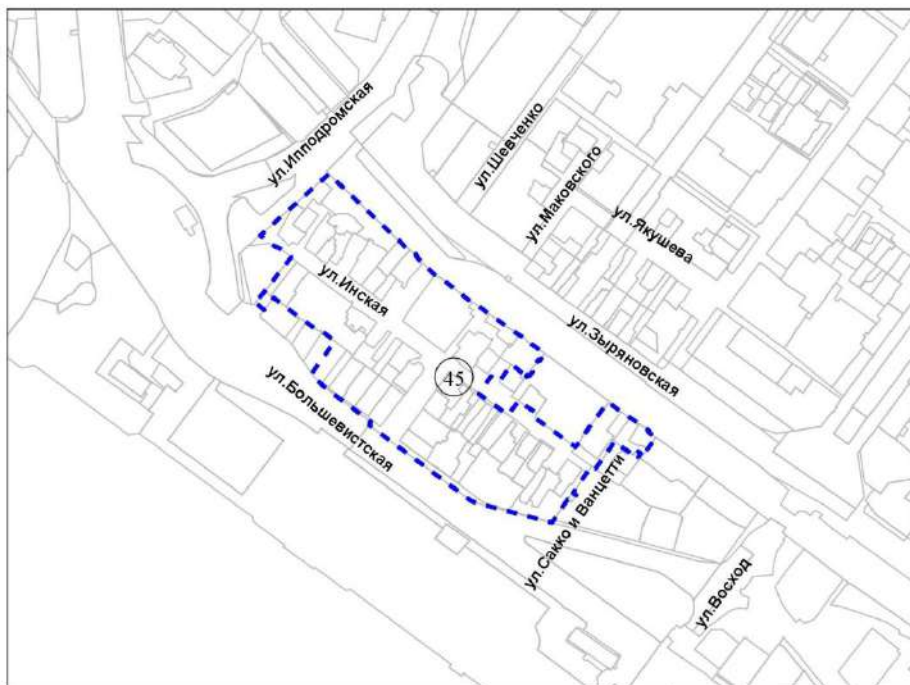 ул.Ипподромская
ул.Шевченко
ул.Маковского
ул.Якушева
ул.Инская
ул.Зыряновская
45
ул.Большевистская
ул.Сакко и Ванцетти
ул.Восход